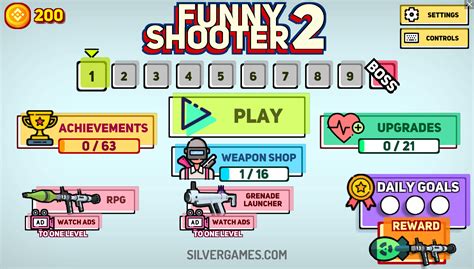 200
FUNNY
SHOOTER 2
SETTINGS
CONTROLS
1 2 3 4 5 6 7 8 9 BOSS
ACHIEVEMENTS
0 / 63
PLAY
UPGRADES
0 / 21
WEAPON SHOP
1 / 16
RPG
AD WATCH ADS
TO ONE LEVEL
GRENADE
LAUNCHER
AD WATCH ADS
TO ONE LEVEL
DAILY GOALS
REWARD
SILVERGAMES.COM